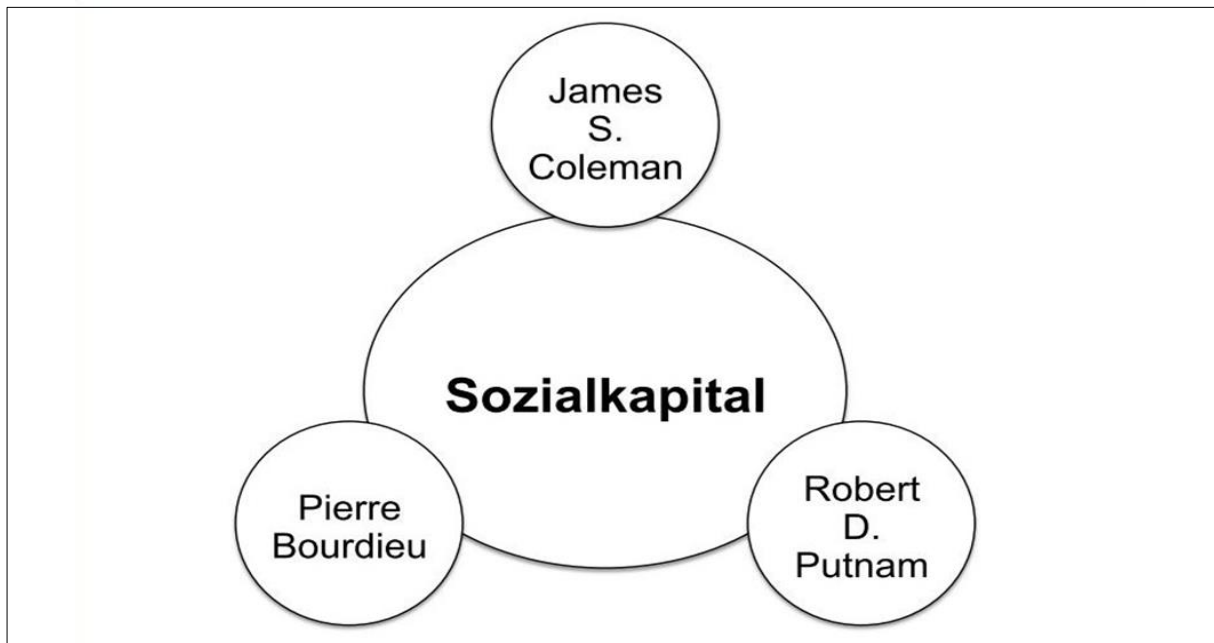 James
S.
Coleman
Sozialkapital
Pierre
Bourdieu
Robert
D.
Putnam